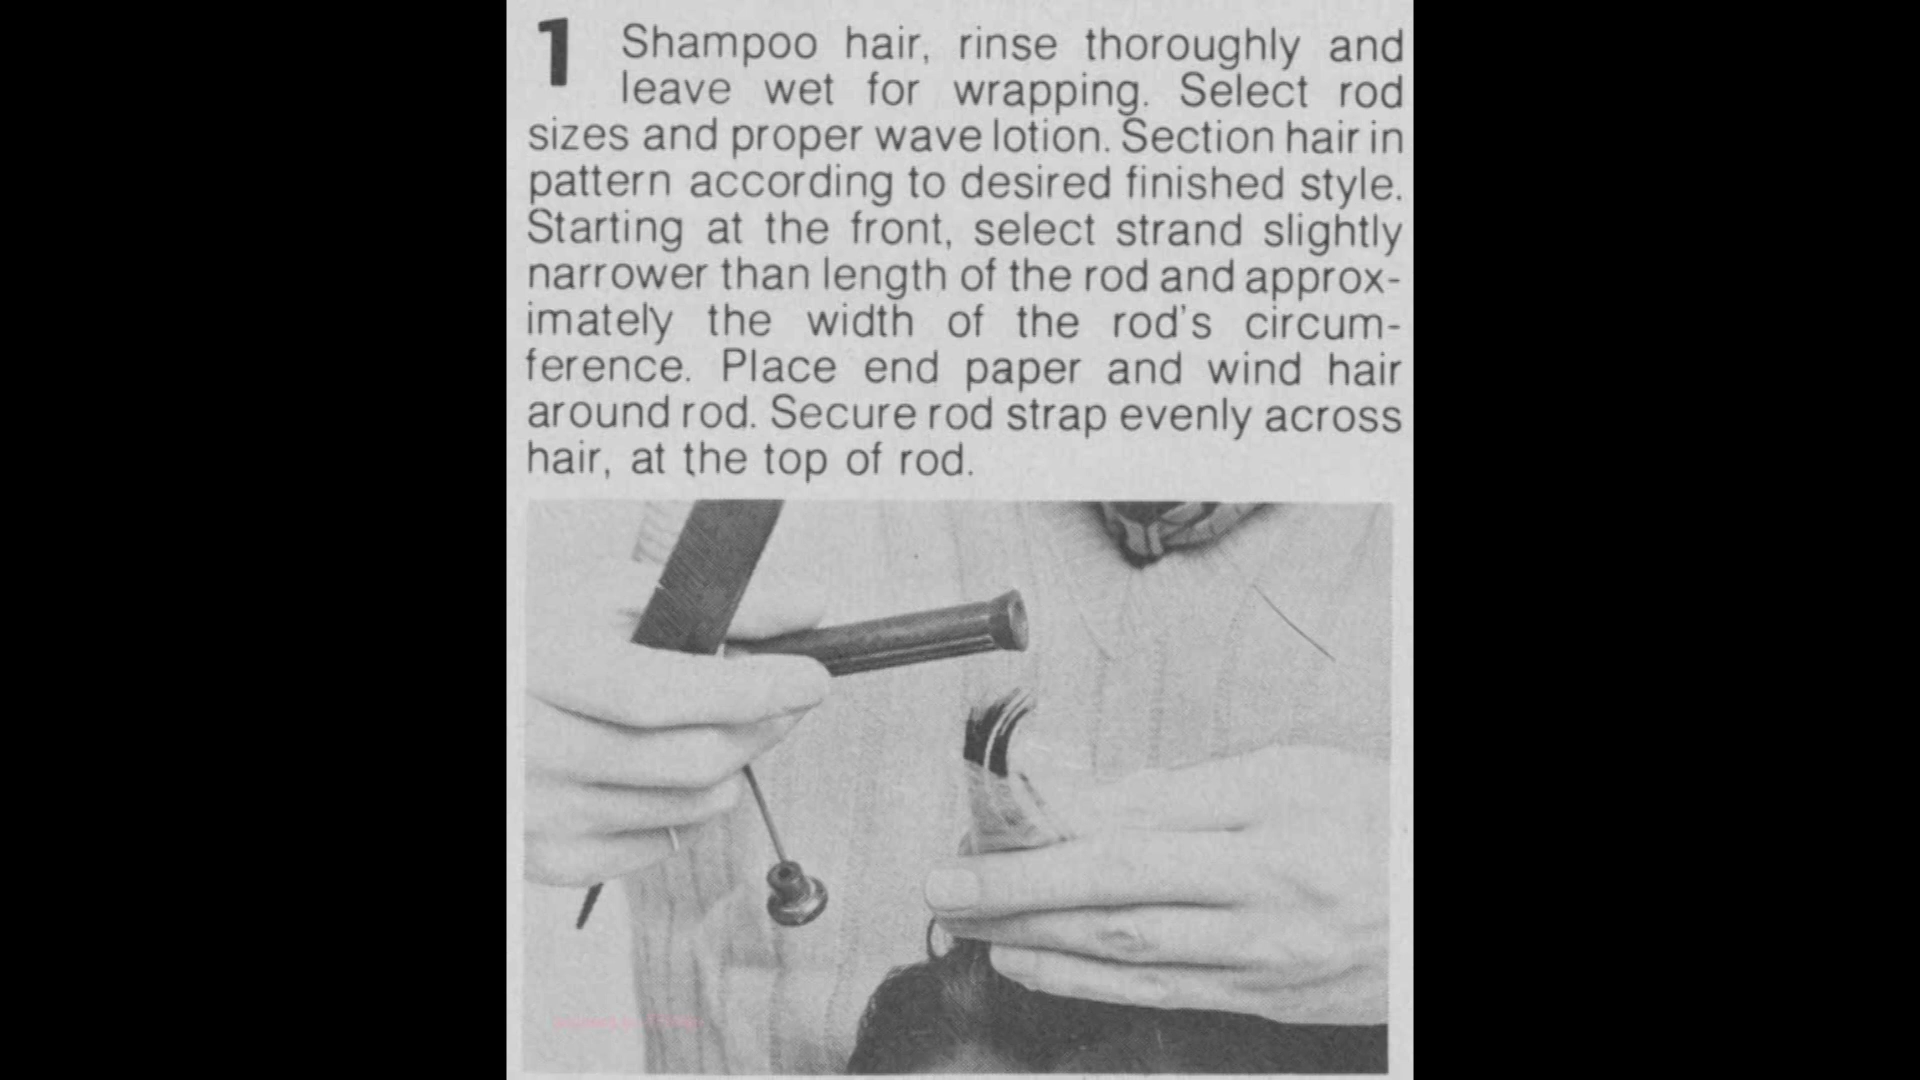 1 Shampoo hair, rinse thoroughly and
leave wet for wrapping. Select rod
sizes and proper wave lotion. Section hair in
pattern according to desired finished style.
Starting at the front, select strand slightly
narrower than length of the rod and approx-
imately the width of the rod's circum-
ference. Place end paper and wind hair
around rod. Secure rod strap evenly across
hair, at the top of rod.